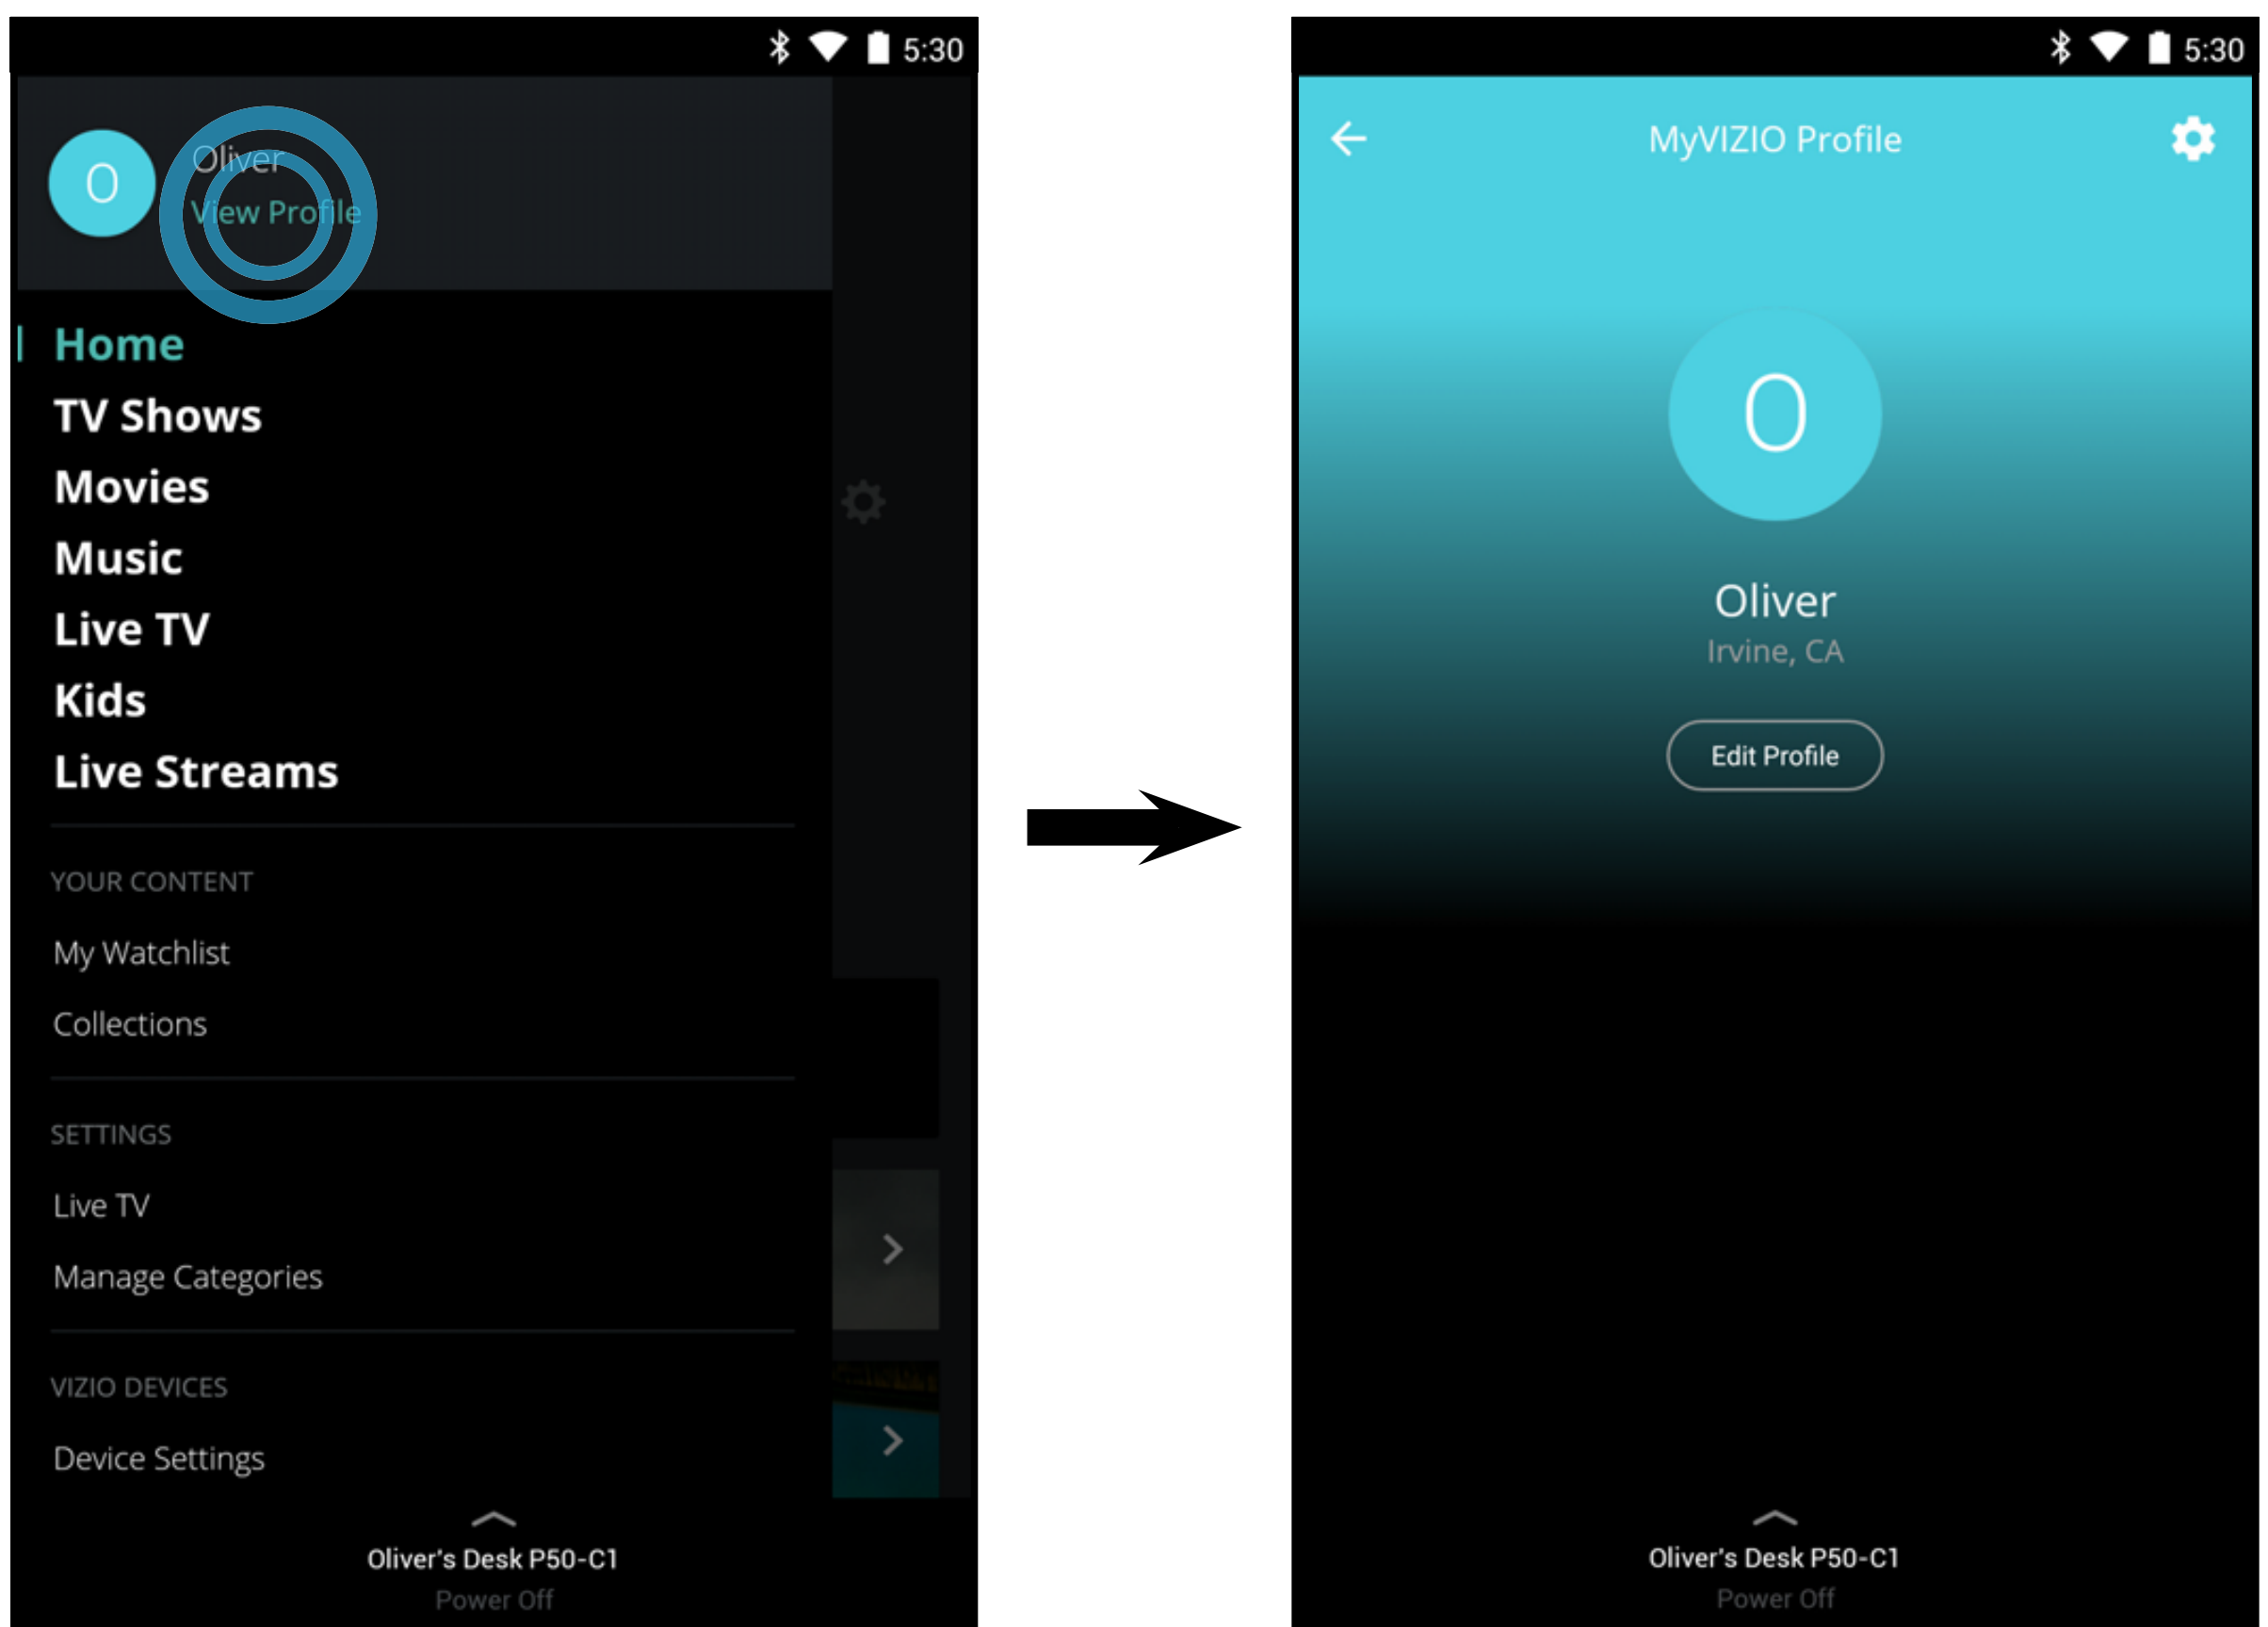 5:30
O
Oliver
View Profile
Home
TV Shows
Movies
Music
Live TV
Kids
Live Streams
YOUR CONTENT
My Watchlist
Collections
SETTINGS
Live TV
Manage Categories
VIZIO DEVICES
Device Settings
Oliver's Desk P50-C1
Power Off
5:30
MyVIZIO Profile
O
Oliver
Irvine, CA
Edit Profile
Oliver's Desk P50-C1
Power Off